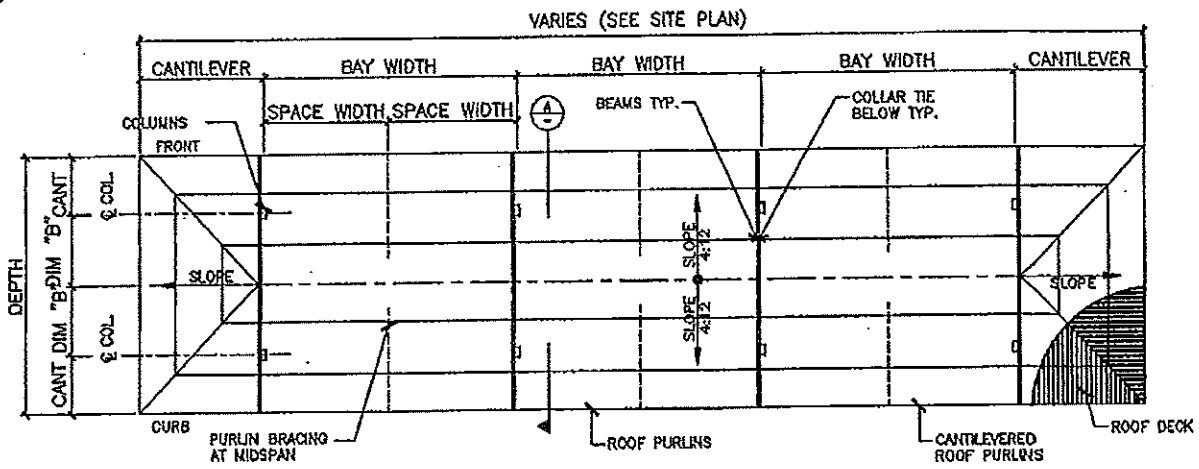 VARIES (SEE SITE PLAN)
CANTILEVER
BAY WIDTH
BAY WIDTH
BAY WIDTH
CANTILEVER
SPACE WIDTH
SPACE WIDTH
A
BEAMS TYP.
COLLAR TIE
BELOW TYP.
COLUMNS
FRONT
DEPTH
CANT
DIM "B"
DIM "B"
CANT
℄ COL.
℄ COL.
SLOPE
SLOPE
4:12
SLOPE
4:12
SLOPE
CURB
PURLIN BRACING
AT MIDSPAN
ROOF PURLINS
CANTILEVERED
ROOF PURLINS
ROOF DECK